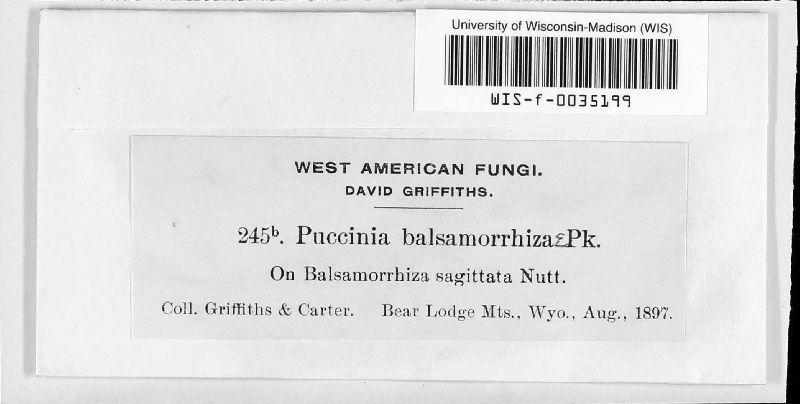 University of Wisconsin-Madison (WIS)
WIS-f-0035199
WEST AMERICAN FUNGI.
DAVID GRIFFITHS.
245b. Puccinia balsamorrhizae Pk.
On Balsamorrhiza sagittata Nutt.
Coll. Griffiths & Carter. Bear Lodge Mts., Wyo., Aug., 1897.